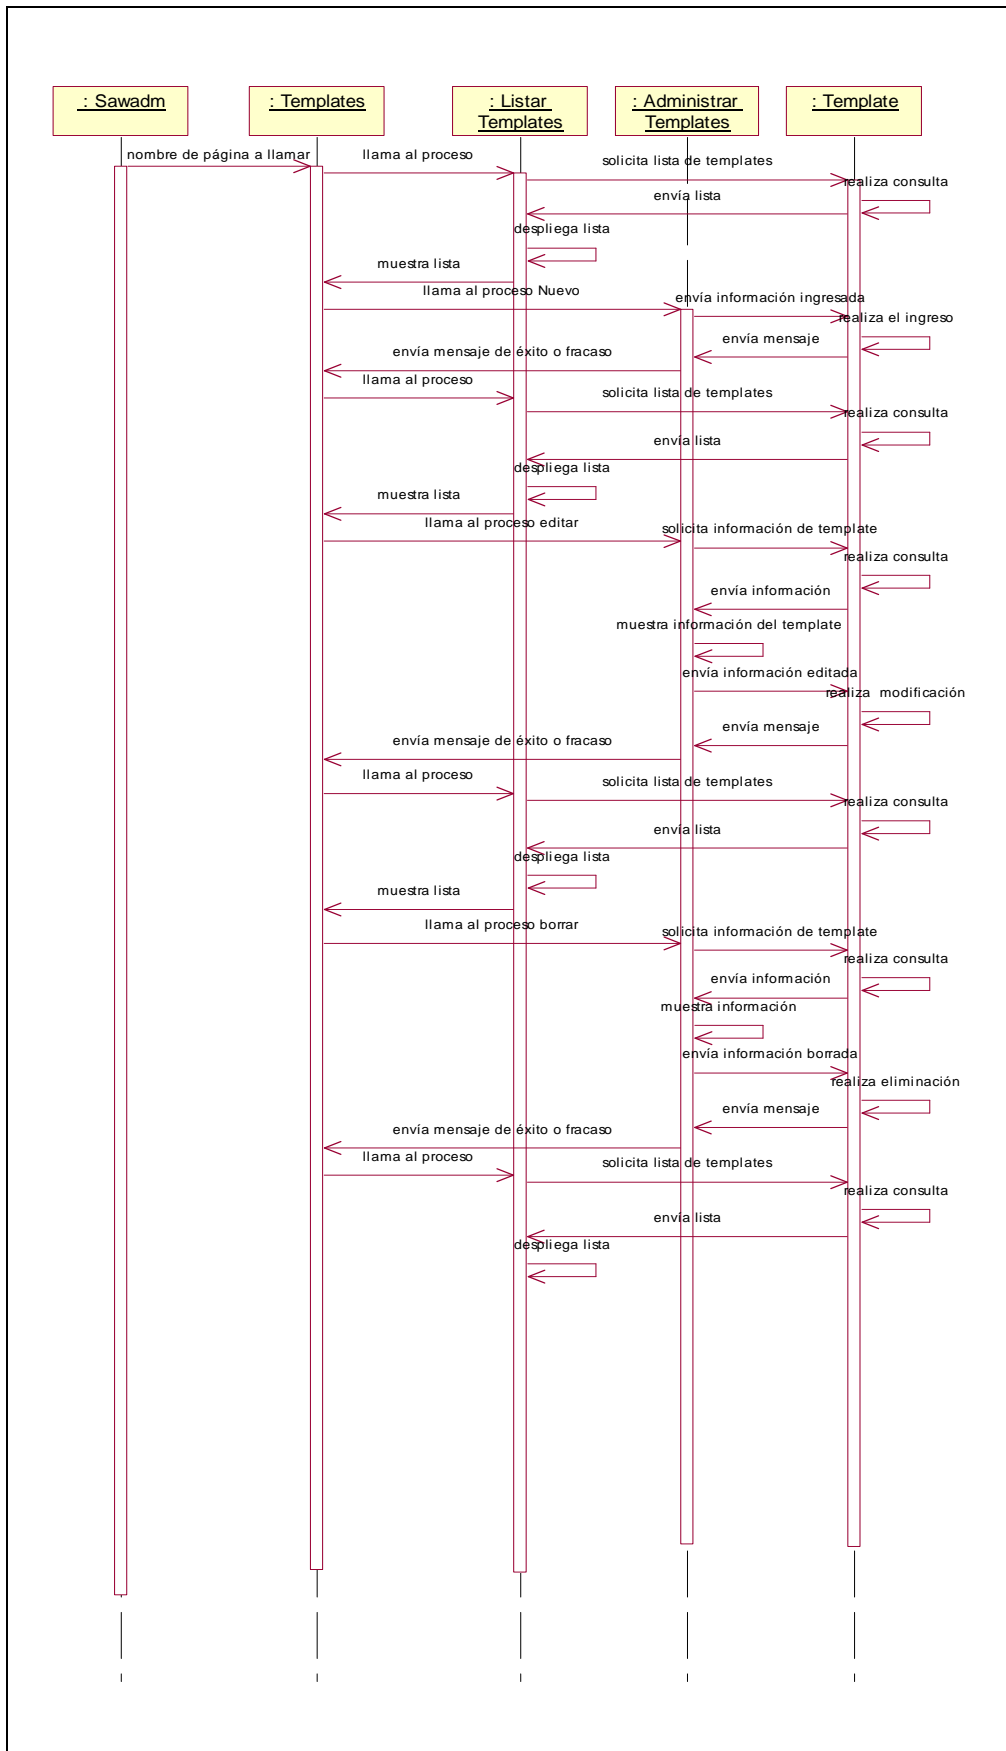 : Sawadm
: Templates
: Listar
Templates
: Administrar
Templates
: Template
nombre de página a llamar
llama al proceso
solicita lista de templates
realiza consulta
envía lista
despliega lista
muestra lista
llama al proceso Nuevo
envía información ingresada
realiza el ingreso
envía mensaje
envía mensaje de éxito o fracaso
llama al proceso
solicita lista de templates
realiza consulta
envía lista
despliega lista
muestra lista
llama al proceso editar
solicita información de template
realiza consulta
envía información
muestra información del template
envía información editada
realiza modificación
envía mensaje
envía mensaje de éxito o fracaso
llama al proceso
solicita lista de templates
realiza consulta
envía lista
despliega lista
muestra lista
llama al proceso borrar
solicita información de template
realiza consulta
envía información
muestra información
envía información borrada
realiza eliminación
envía mensaje
envía mensaje de éxito o fracaso
llama al proceso
solicita lista de templates
realiza consulta
envía lista
despliega lista